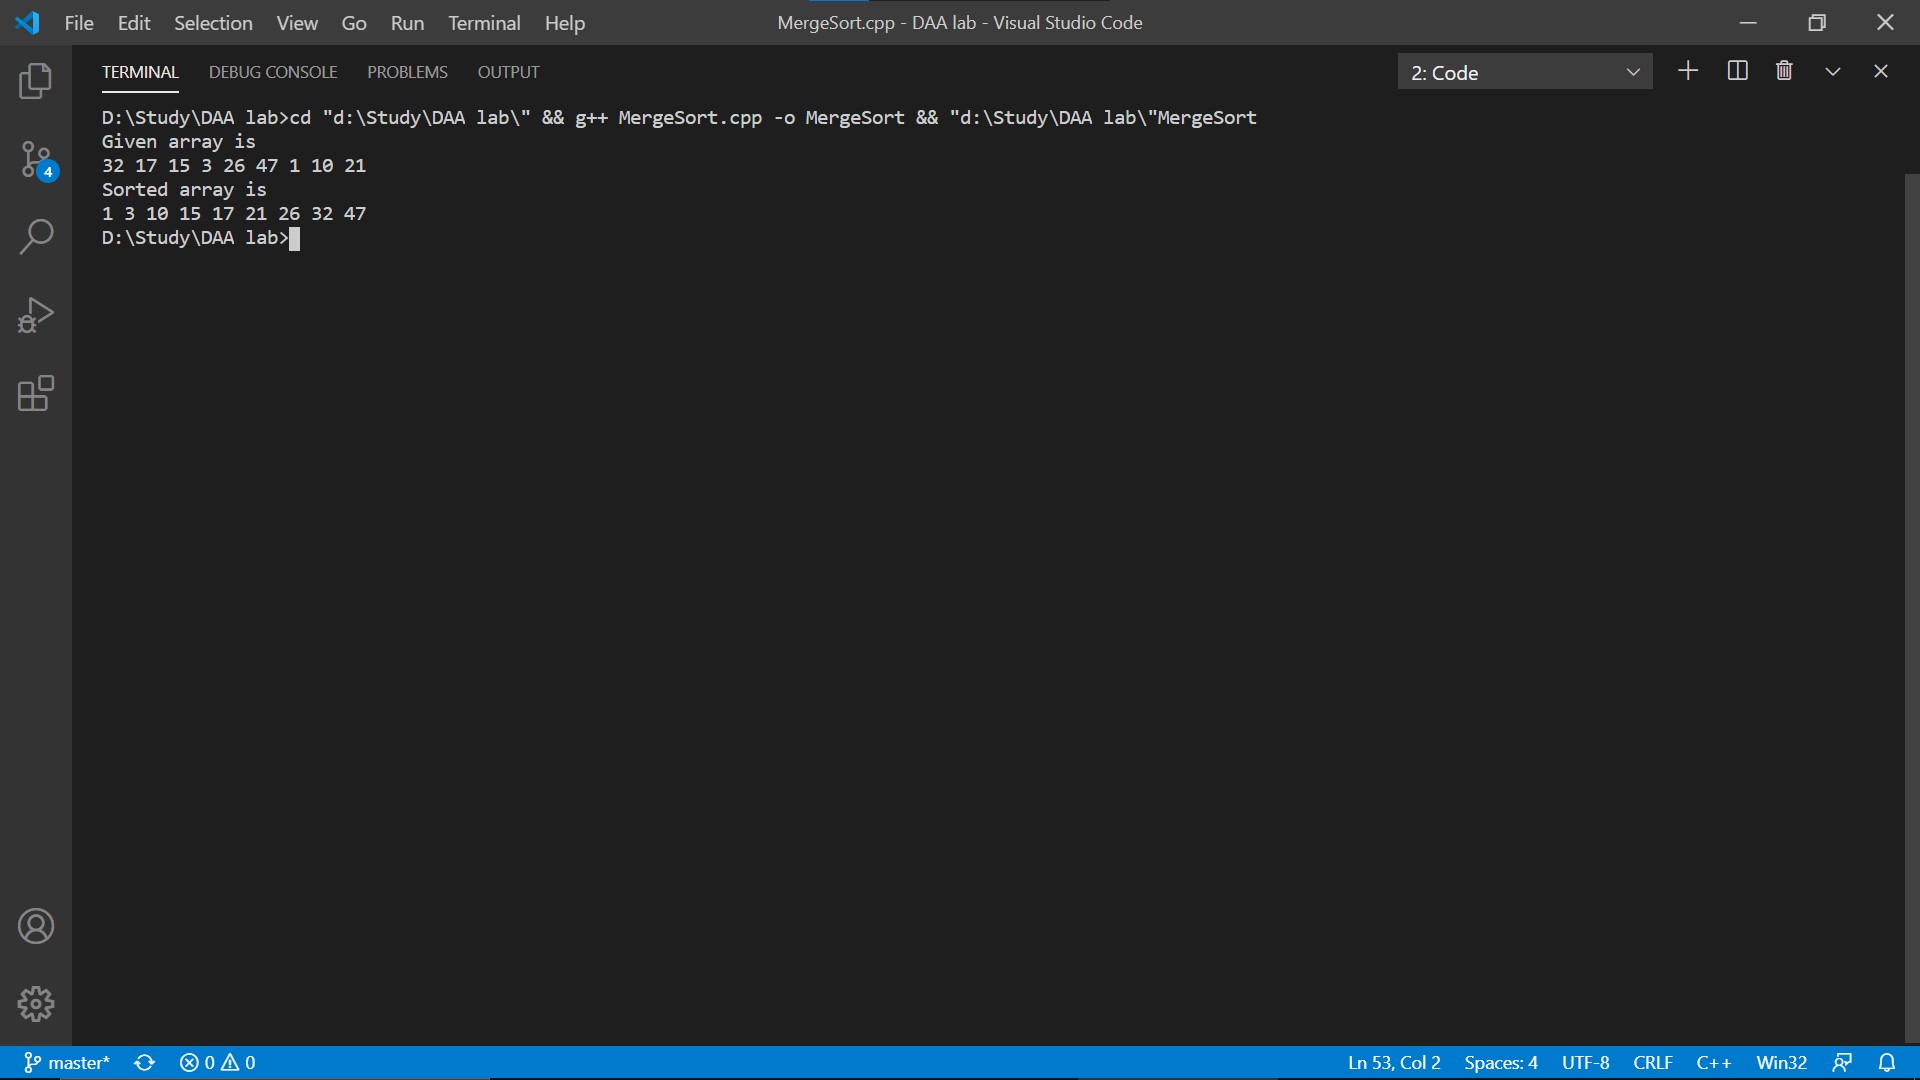 File Edit Selection View Go Run Terminal Help MergeSort.cpp - DAA lab - Visual Studio Code
TERMINAL DEBUG CONSOLE PROBLEMS OUTPUT 2: Code
D:\Study\DAA lab>cd "d:\Study\DAA lab\" && g++ MergeSort.cpp -o MergeSort && "d:\Study\DAA lab\"MergeSort
Given array is
32 17 15 3 26 47 1 10 21
Sorted array is
1 3 10 15 17 21 26 32 47
D:\Study\DAA lab>
4
master* 0 0 Ln 53, Col 2 Spaces: 4 UTF-8 CRLF C++ Win32